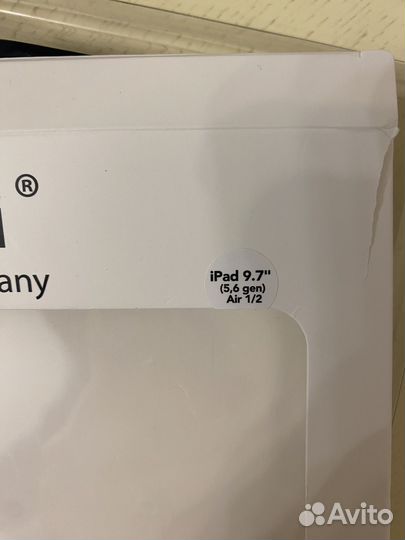 ®
any
iPad 9.7"
(5,6 gen)
Air 1/2
Avito